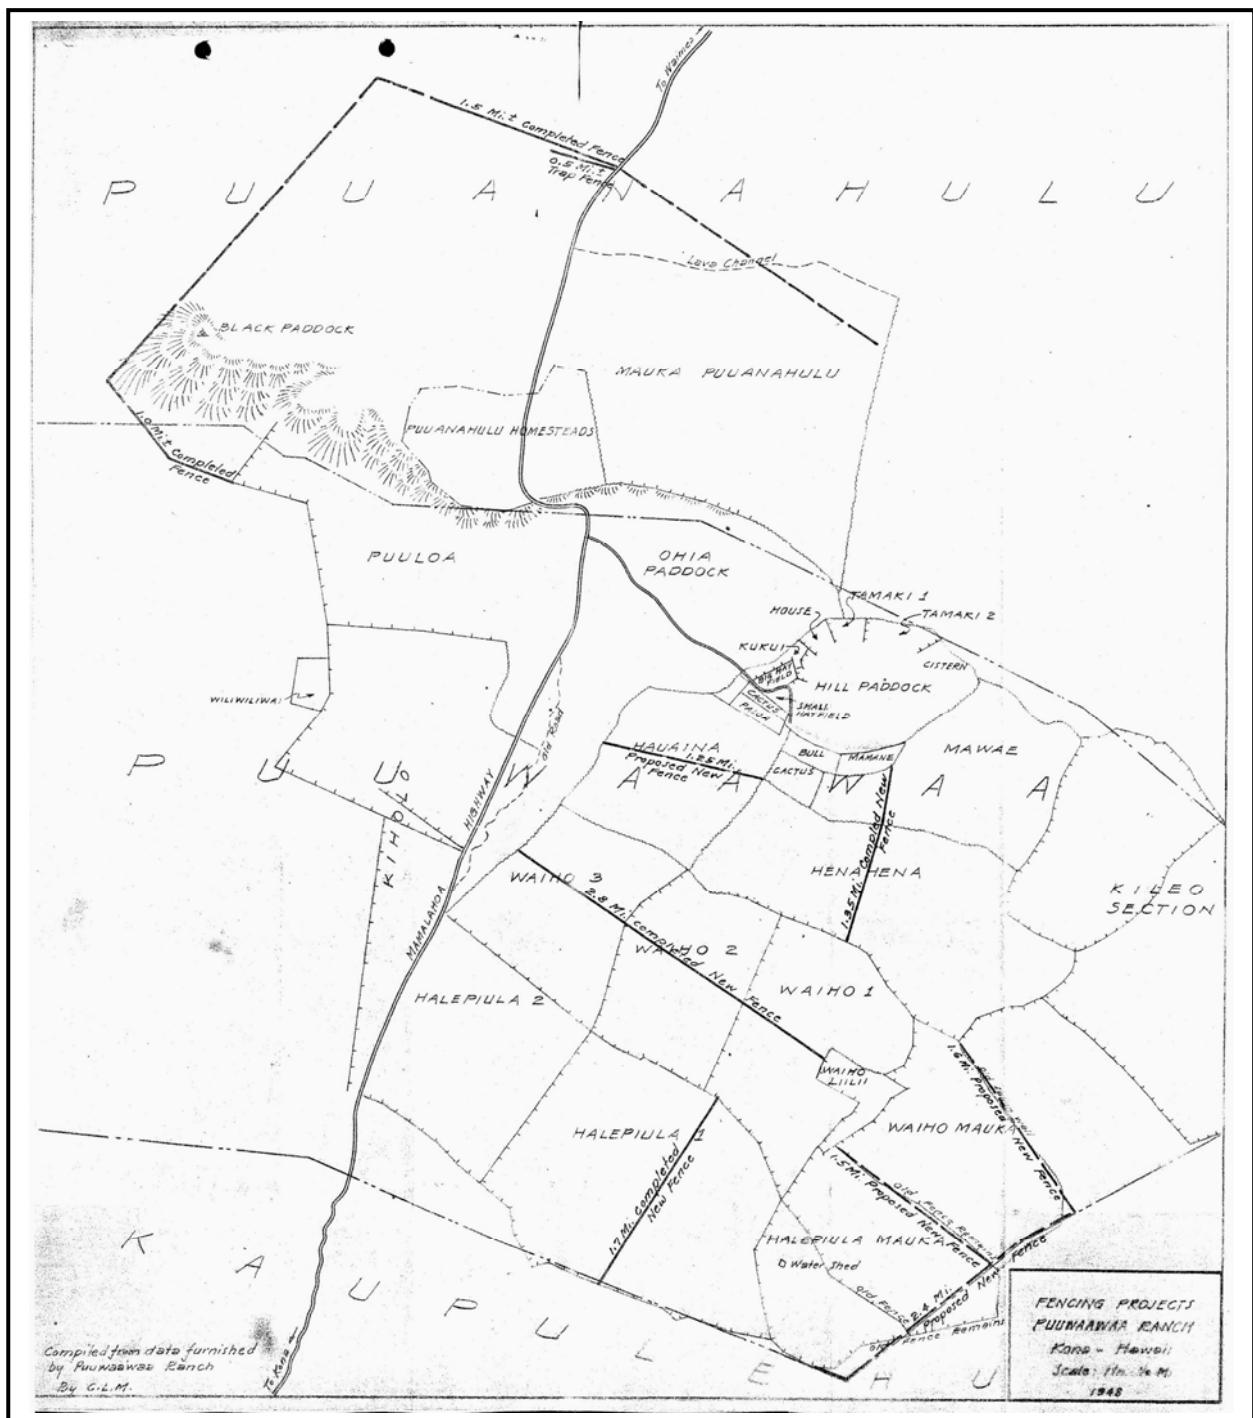 To Waimea
1.5 Mi.± Completed Fence
0.5 Mi.±
Trap Fence
P U U A N A H U L U
Lava Channel
BLACK PADDOCK
MAUKA PUUANAHULU
PUUANAHULU HOMESTEADS
1.0 Mi.± Completed
Fence
PUULOA
OHIA
PADDOCK
TAMAKI 1
HOUSE
TAMAKI 2
KUKUI
CISTERN
BIG HAY
FIELD
HILL PADDOCK
WILIWILIWAI
CACTUS
PAJUA
SMALL
HAYFIELD
old Road
HAUAINA
1.25 Mi.
Proposed New
Fence
BULL
MAMANE
MAWAE
CACTUS
P U U W A A W A A
KIHOLO
HIGHWAY
MAMALAHOA
WAIHO 3
HENAHENA
1.35 Mi. Compled New
Fence
KILEO
SECTION
2.8 Mi. completed New Fence
WAIHO 2
WAIHO 1
HALEPIULA 2
WAIHO
LIILII
1.6 Mi. Proposed New Fence
WAIHO MAUKA
HALEPIULA 1
1.7 Mi. completed
New Fence
old Fence Remains
1.5 Mi. Proposed New Fence
HALEPIULA MAUKA
Water Shed
old Fence
2.4 Mi.
Proposed New Fence
old Fence Remains
K A U P U L E H U
To Kona
Compiled from data furnished
by Puuwaawaa Ranch
By C.L.M.
FENCING PROJECTS
PUUWAAWAA RANCH
Kona - Hawaii
Scale:
1948